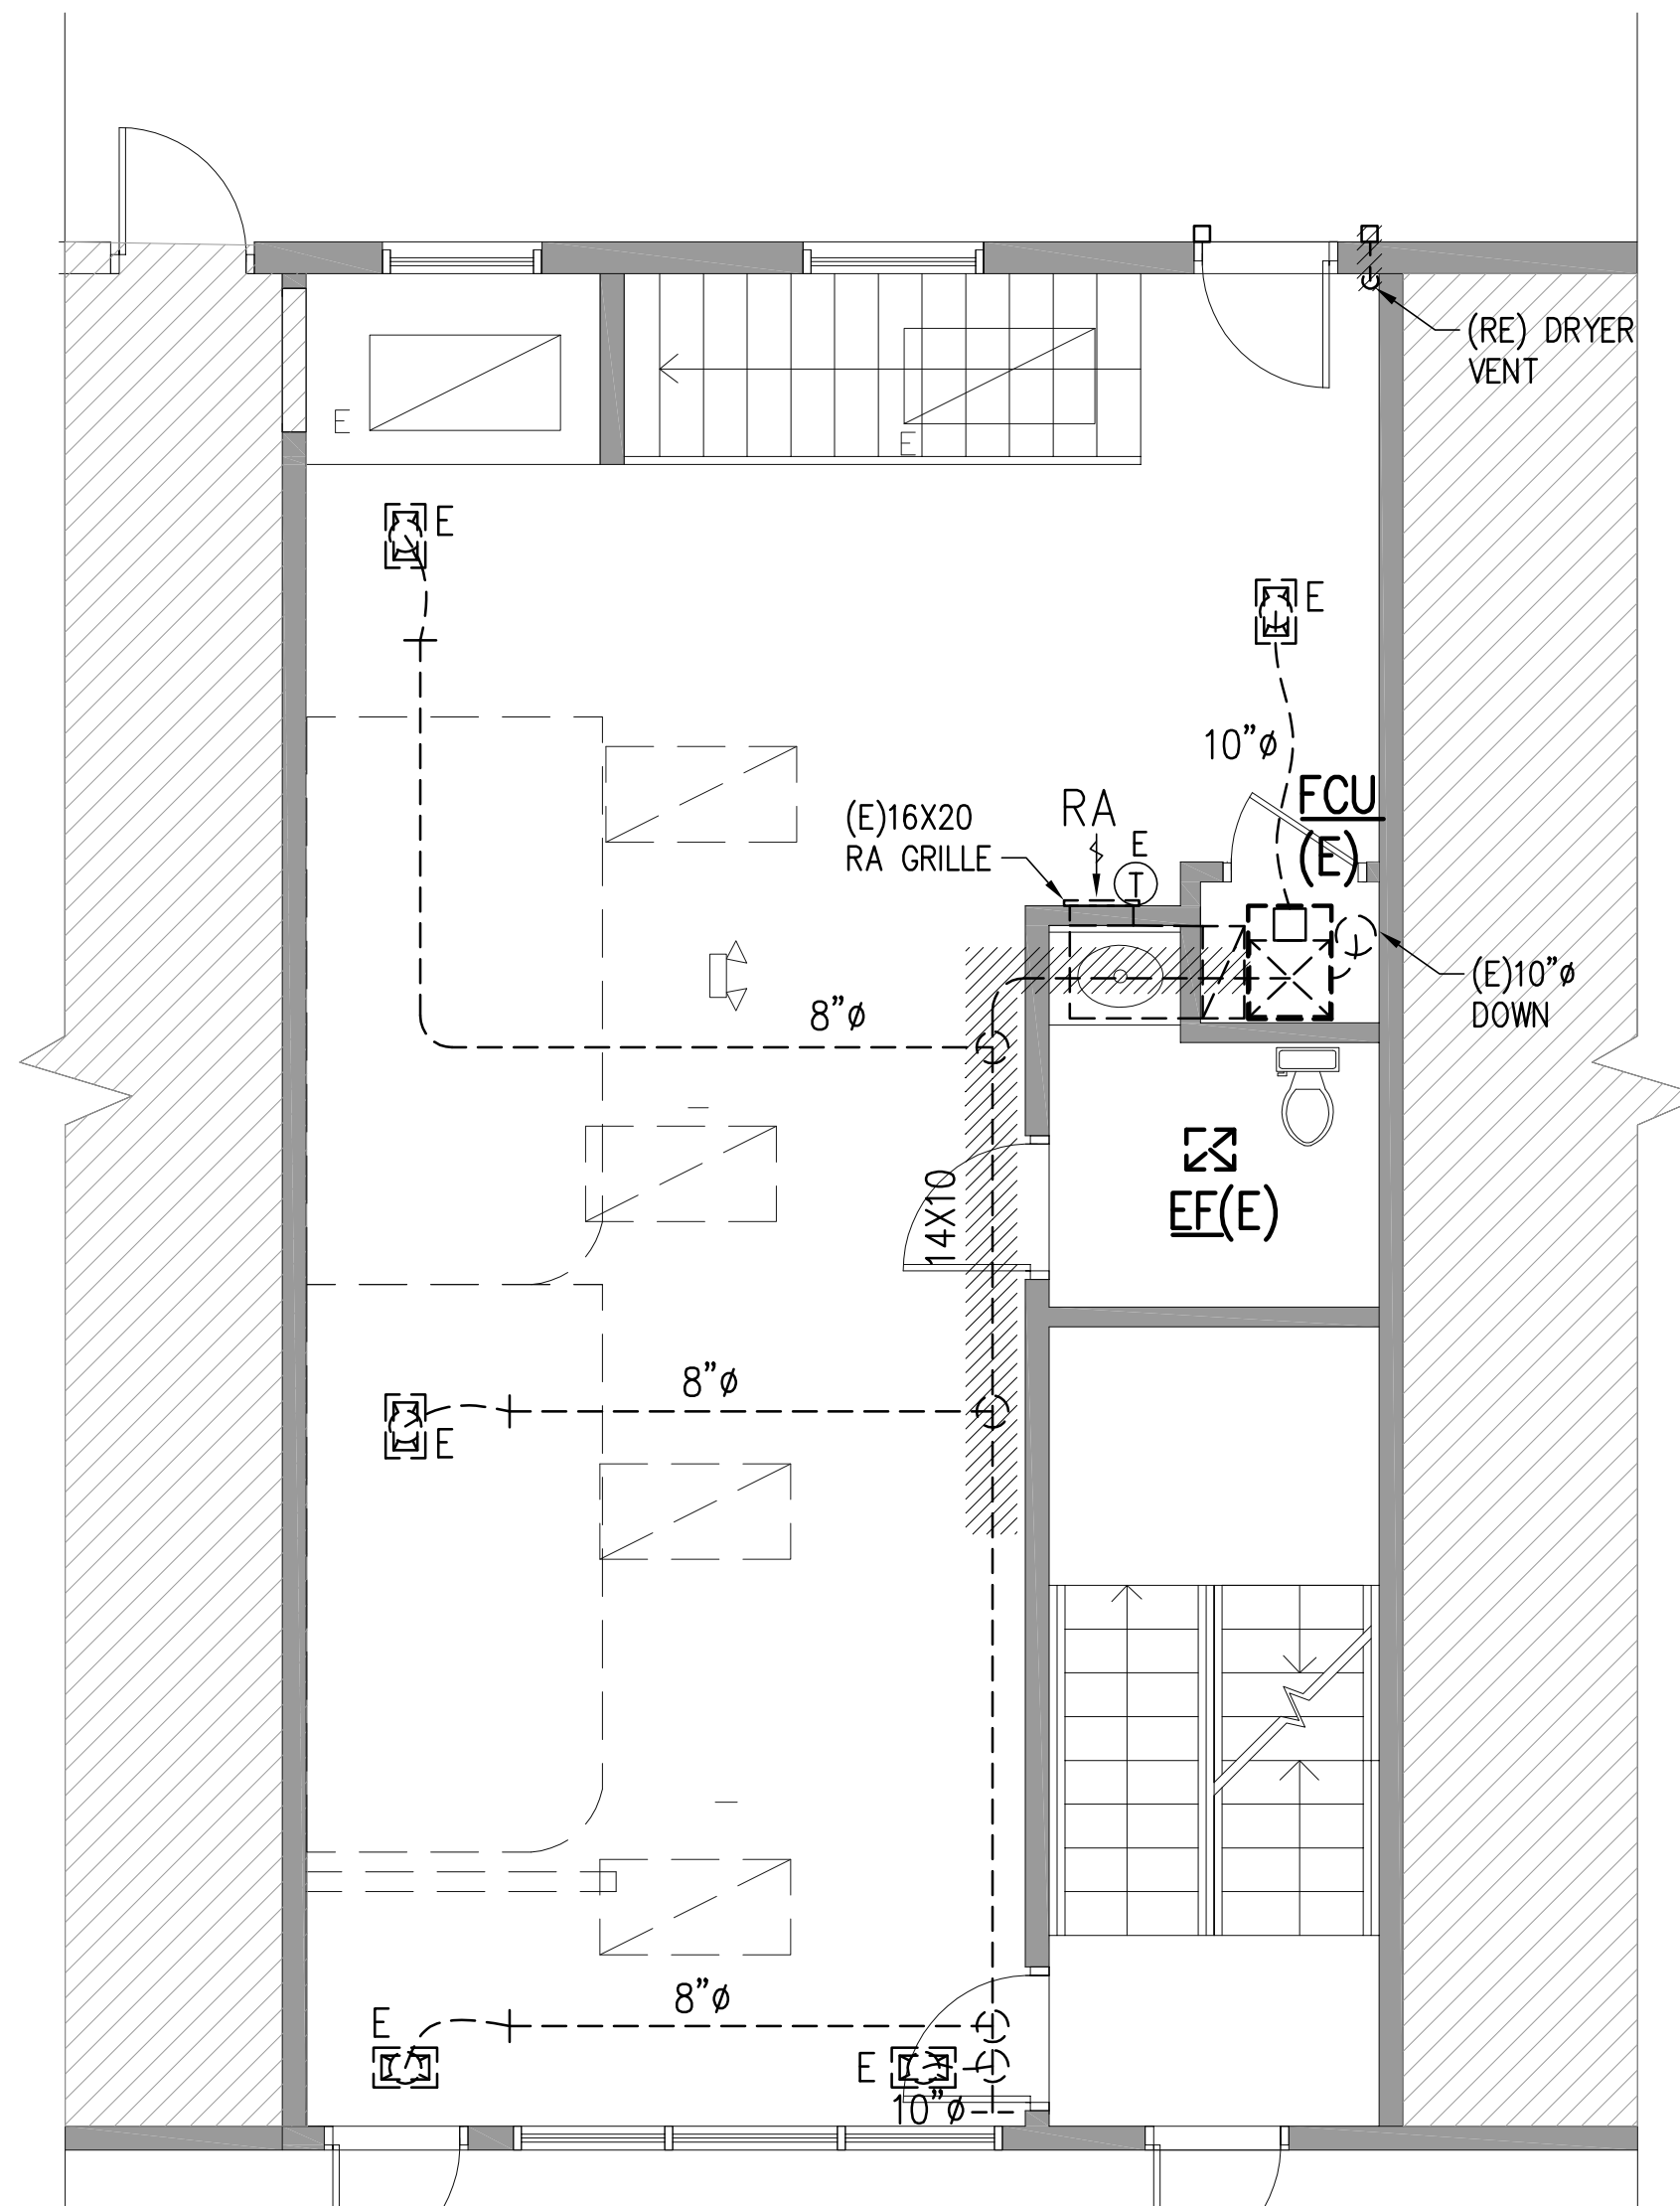 (RE) DRYER
VENT
E
E
E
E
10"ø
FCU
(E)
(E)16X20
RA GRILLE
RA
E
T
(E)10"ø
DOWN
8"ø
14X10
EF(E)
8"ø
E
8"ø
E
E
10"ø